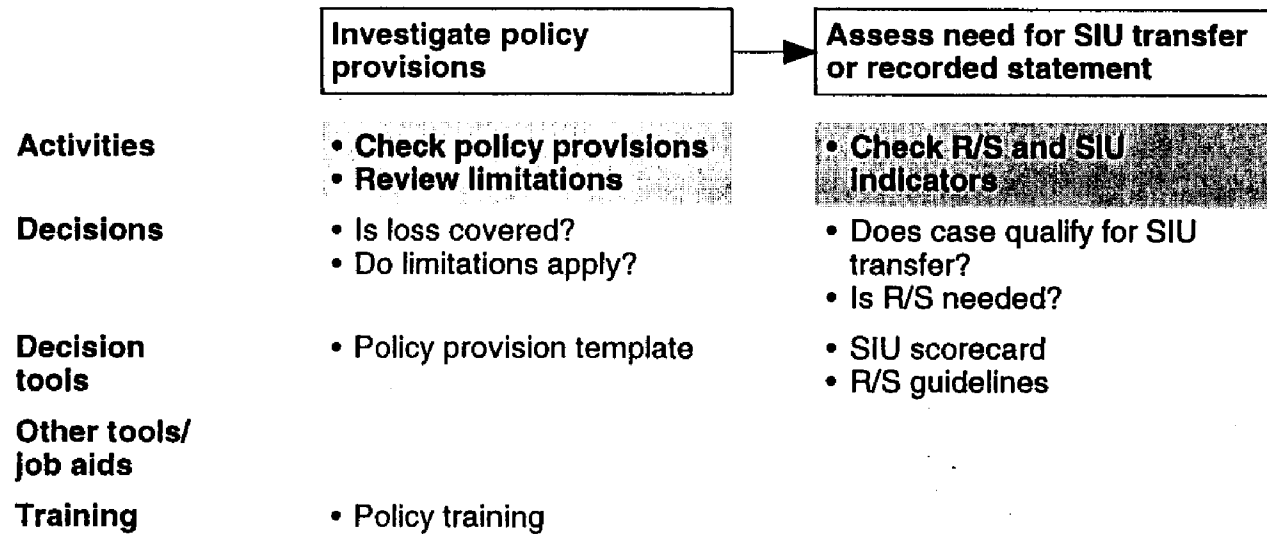 Investigate policy
provisions
Assess need for SIU transfer
or recorded statement
Activities
• Check policy provisions
• Review limitations
• Check R/S and SIU
indicators
Decisions
• Is loss covered?
• Do limitations apply?
• Does case qualify for SIU
transfer?
• Is R/S needed?
Decision
tools
• Policy provision template
• SIU scorecard
• R/S guidelines
Other tools/
job aids
Training
• Policy training